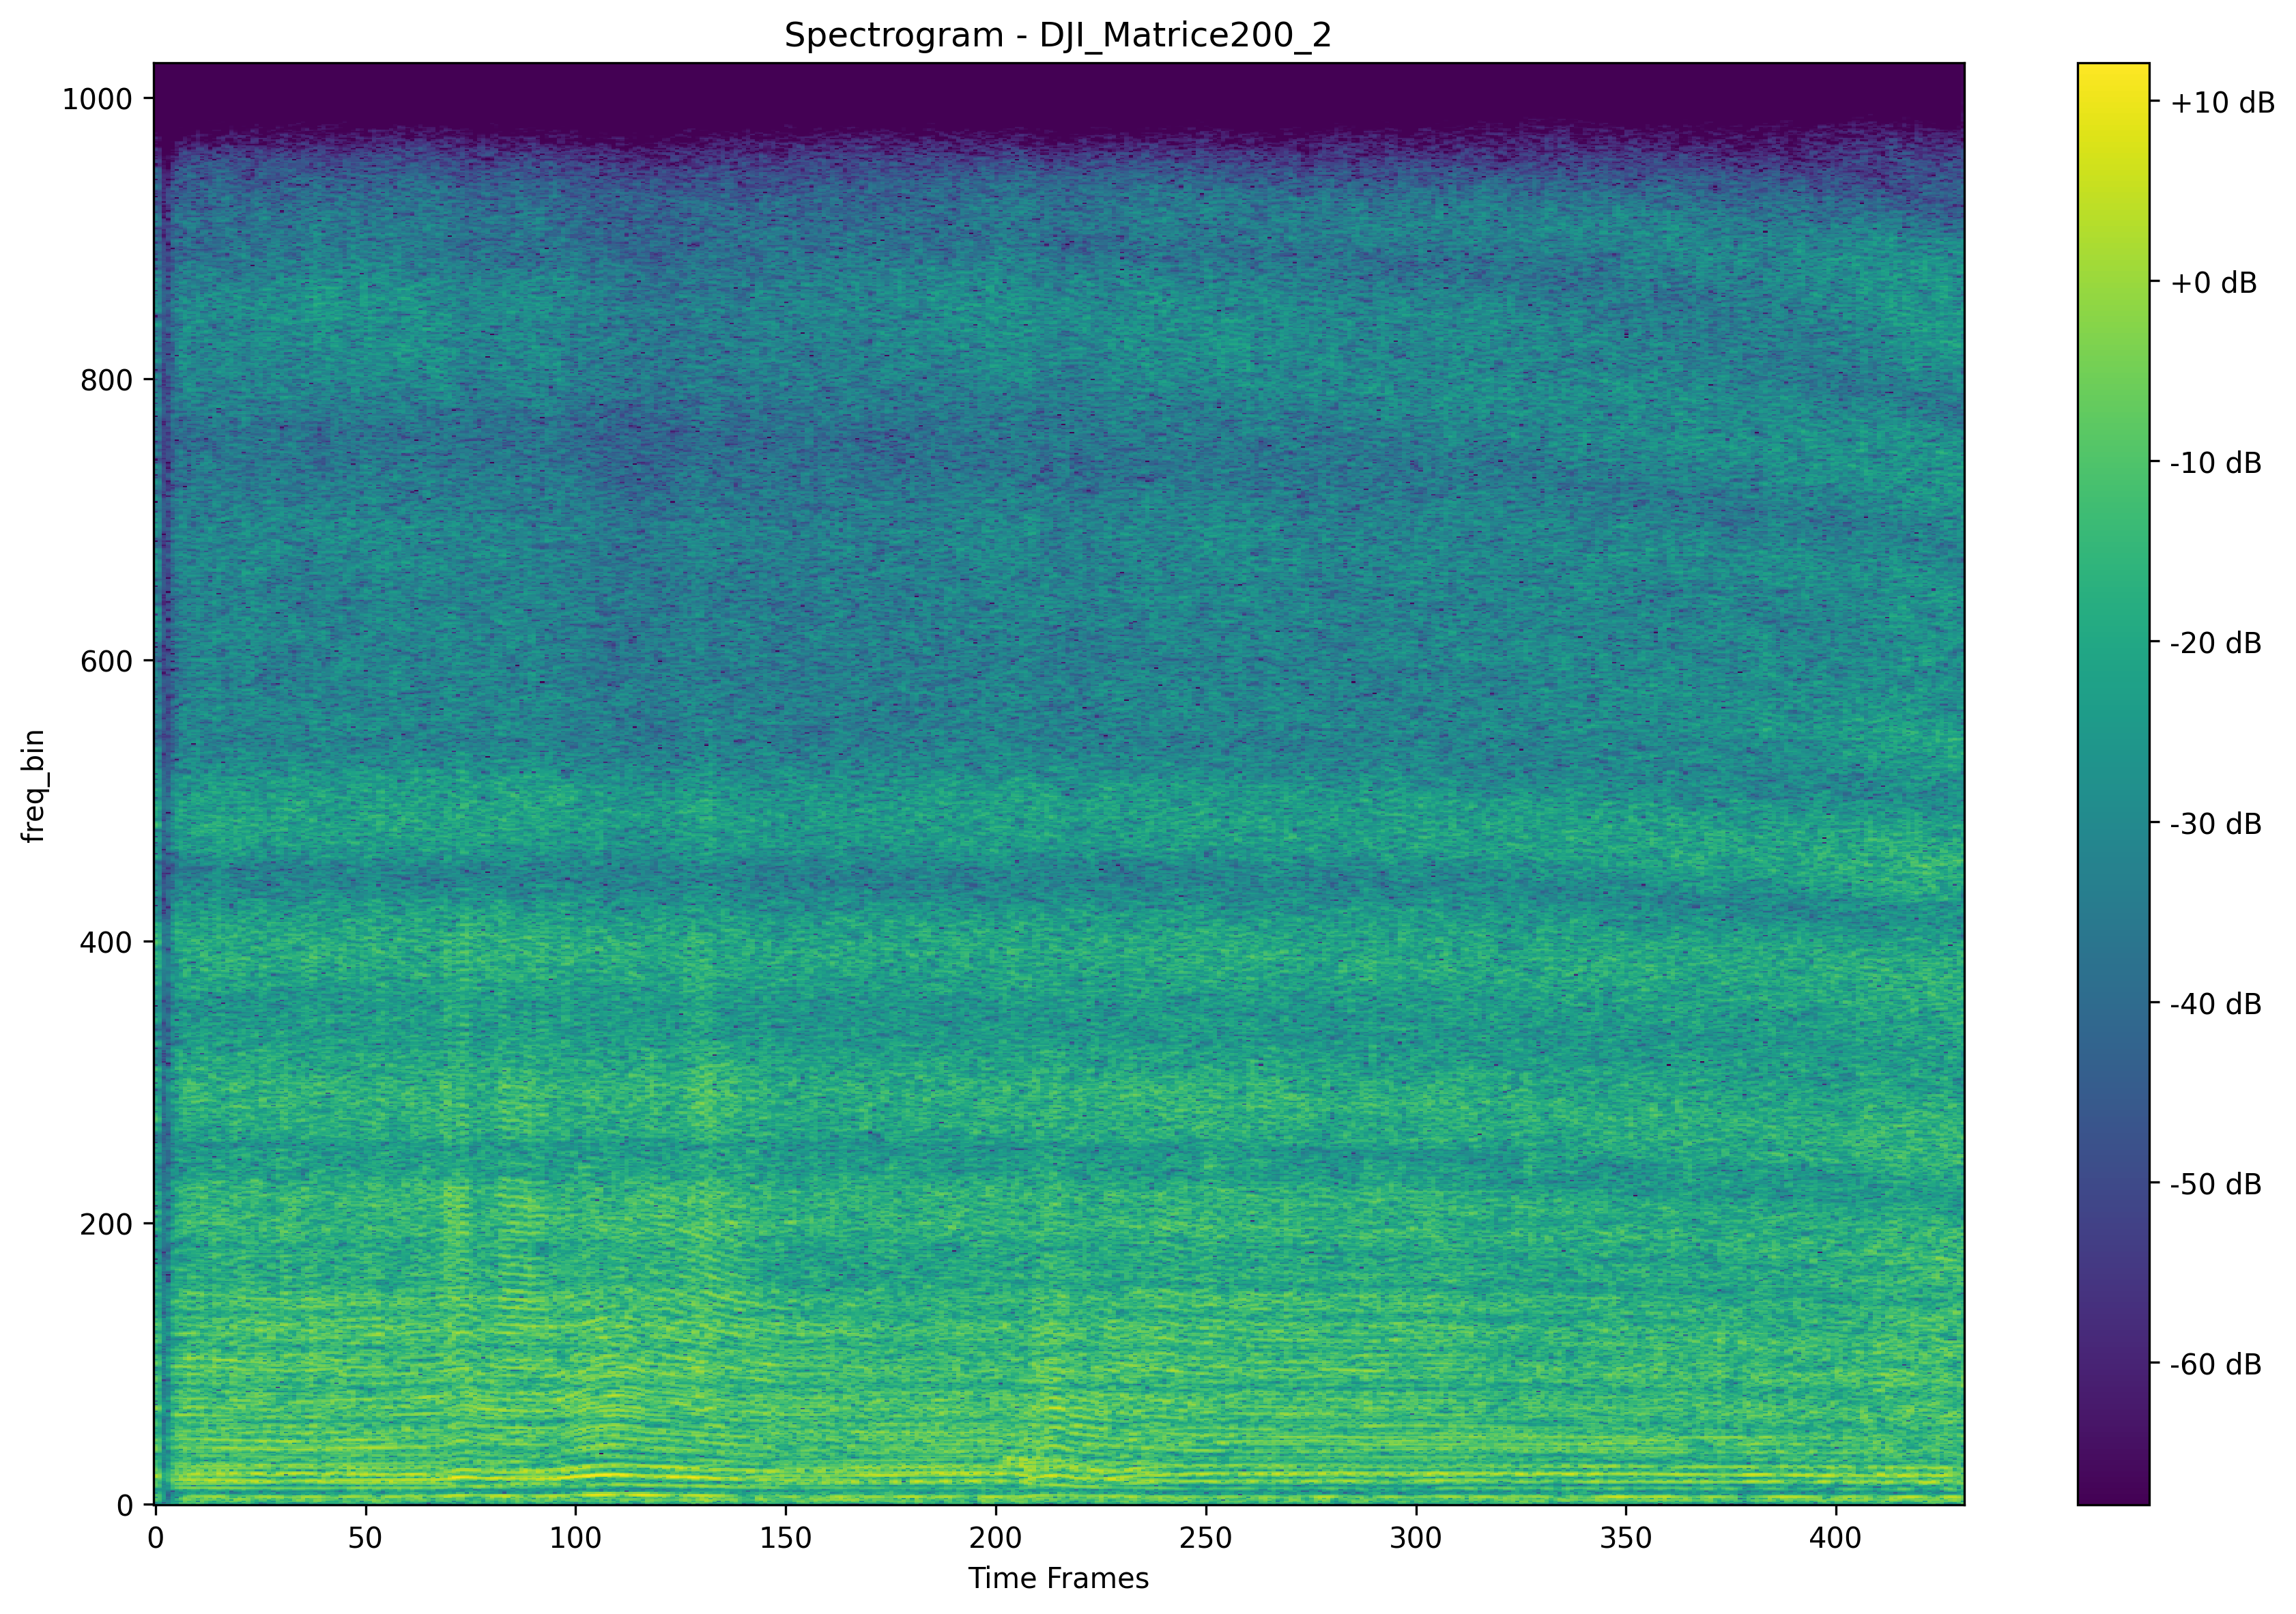 Spectrogram - DJI_Matrice200_2
freq_bin
1000
800
600
400
200
0
0 50 100 150 200 250 300 350 400
Time Frames
+10 dB
+0 dB
-10 dB
-20 dB
-30 dB
-40 dB
-50 dB
-60 dB